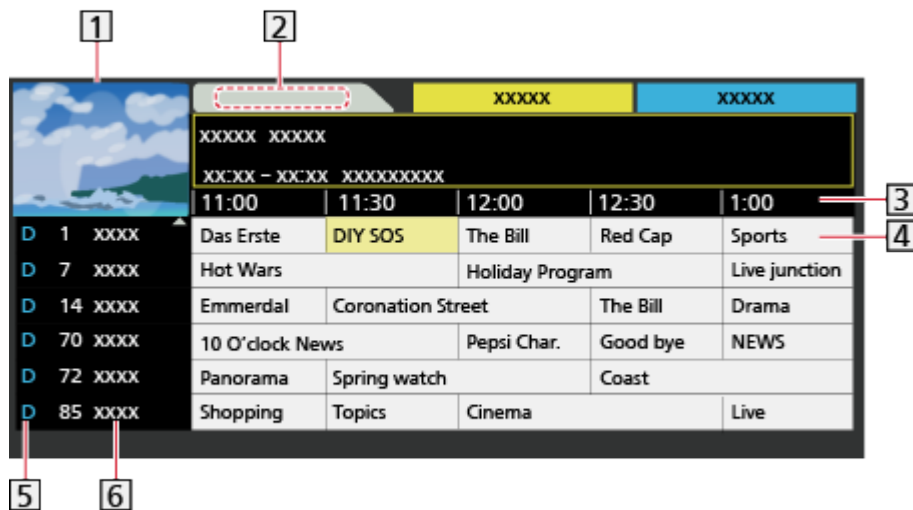 1 2
XXXXX XXXXX
XXXXX XXXXX
XX:XX – XX:XX XXXXXXXXX
11:00 11:30 12:00 12:30 1:00 3
D 1 XXXX Das Erste DIY SOS The Bill Red Cap Sports 4
D 7 XXXX Hot Wars Holiday Program Live junction
D 14 XXXX Emmerdal Coronation Street The Bill Drama
D 70 XXXX 10 O'clock News Pepsi Char. Good bye NEWS
D 72 XXXX Panorama Spring watch Coast
D 85 XXXX Shopping Topics Cinema Live
5 6